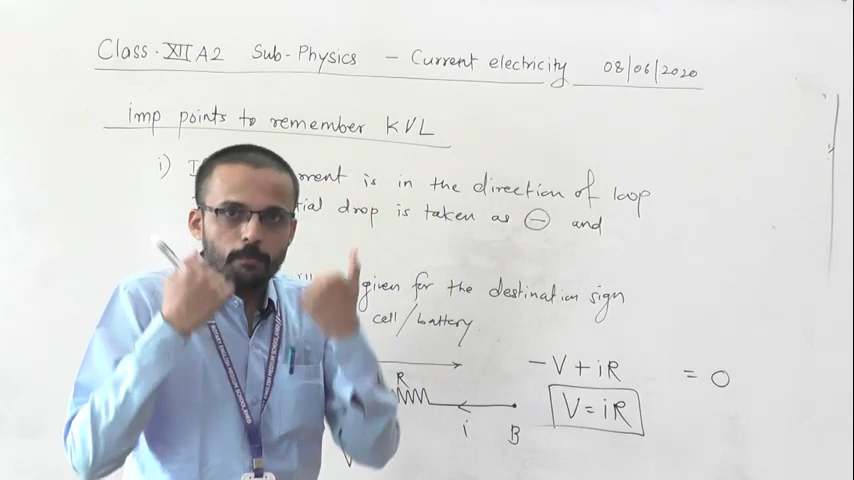 Class. XII A2 Sub-Physics - Current electricity 08/06/2020
imp points to remember KVL
i) rrent is in the direction of loop
tial drop is taken as ⊖ and
given for the destination sign
cell/battery.
R
i B
V
-V + iR = 0
V = iR